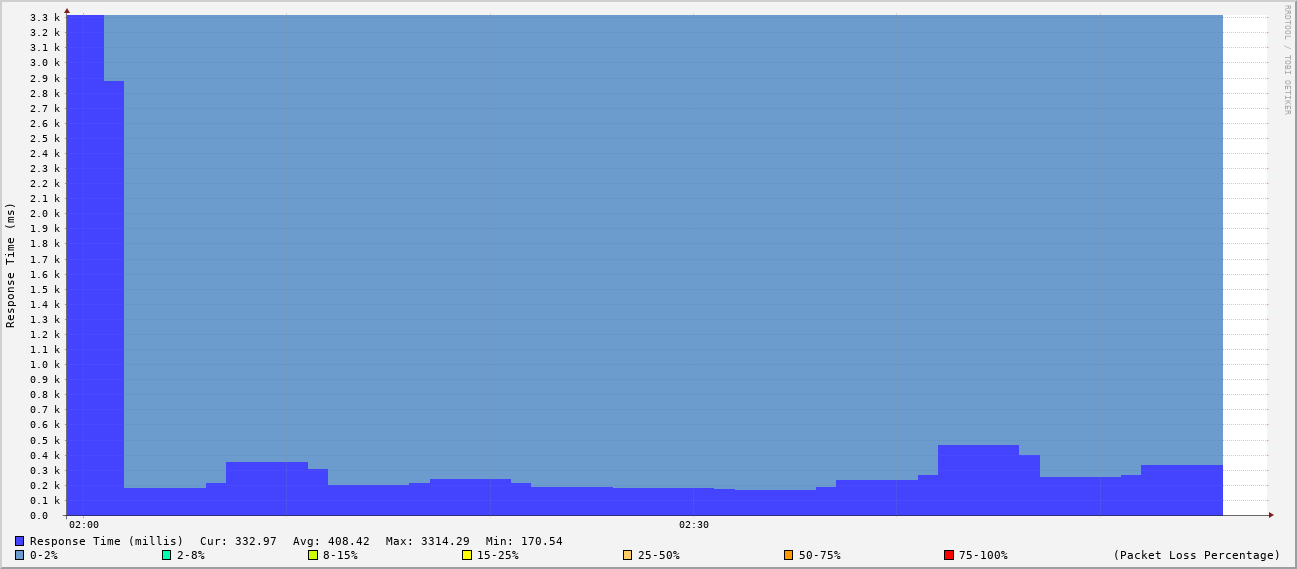 3.3 k
3.2 k
3.1 k
3.0 k
2.9 k
2.8 k
2.7 k
2.6 k
2.5 k
2.4 k
2.3 k
2.2 k
2.1 k
2.0 k
1.9 k
1.8 k
1.7 k
1.6 k
1.5 k
1.4 k
1.3 k
1.2 k
1.1 k
1.0 k
0.9 k
0.8 k
0.7 k
0.6 k
0.5 k
0.4 k
0.3 k
0.2 k
0.1 k
0.0
Response Time (ms)
RRDTOOL / TOBI OETIKER
02:00 02:30
Response Time (millis) Cur: 332.97 Avg: 408.42 Max: 3314.29 Min: 170.54
0-2% 2-8% 8-15% 15-25% 25-50% 50-75% 75-100% (Packet Loss Percentage)